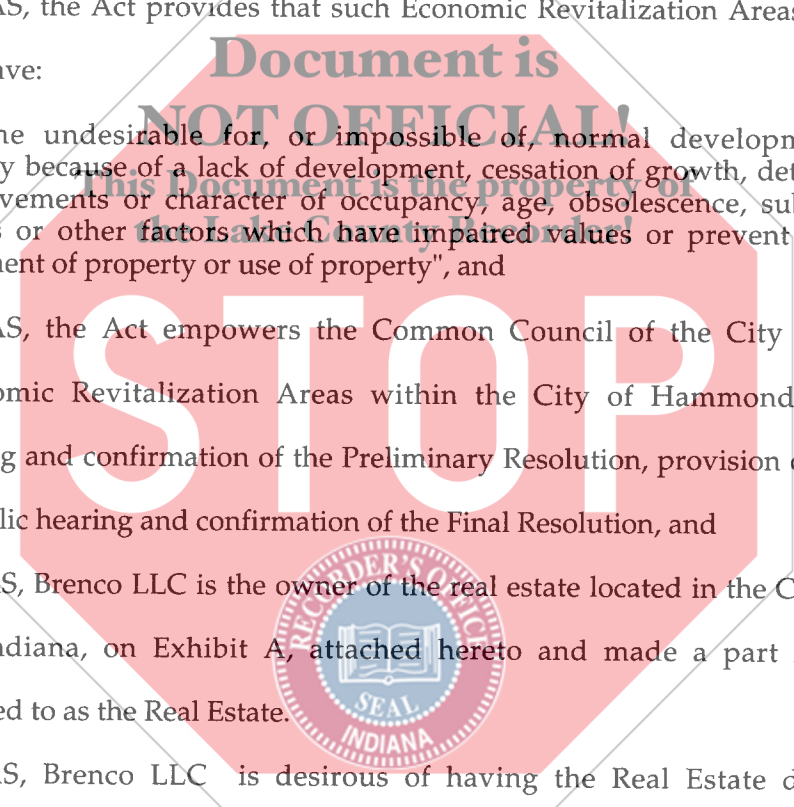 AS, the Act provides that such Economic Revitalization Areas
Document is
ave:
NOT OFFICIAL!
ne undesirable for, or impossible of, normal developm
y because of a lack of development, cessation of growth, det
This Document is the property of
vements or character of occupancy, age, obsolescence, sub
the Lake County Recorder!
s or other factors which have impaired values or prevent
ent of property or use of property", and
STOP
AS, the Act empowers the Common Council of the City
omic Revitalization Areas within the City of Hammond
g and confirmation of the Preliminary Resolution, provision
lic hearing and confirmation of the Final Resolution, and
S, Brenco LLC is the owner of the real estate located in the C
ndiana, on Exhibit A, attached hereto and made a part
ed to as the Real Estate.
RECORDER'S OFFICE
SEAL
INDIANA
AS, Brenco LLC is desirous of having the Real Estate d